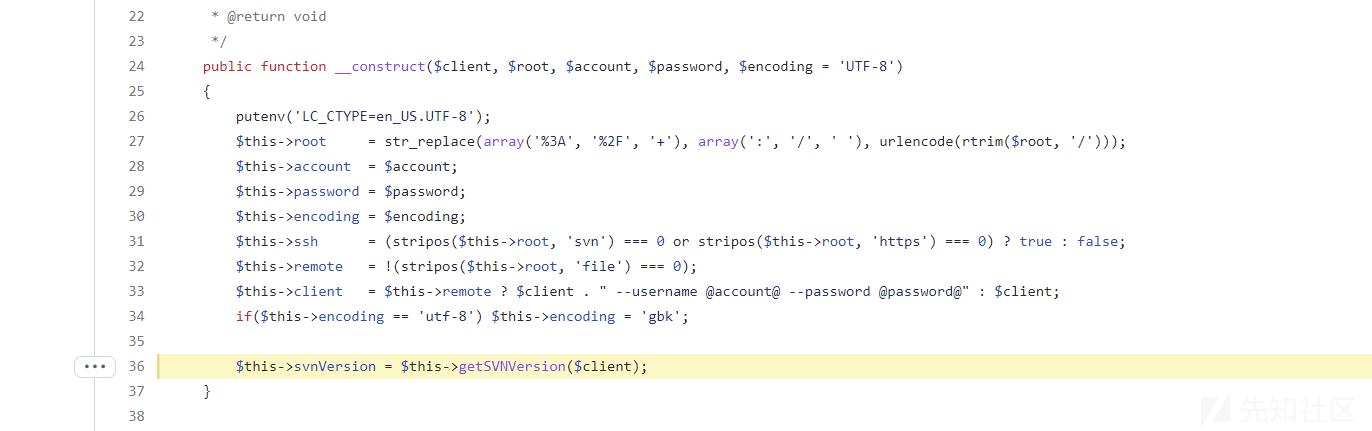 22 * @return void
23 */
24 public function __construct($client, $root, $account, $password, $encoding = 'UTF-8')
25 {
26 putenv('LC_CTYPE=en_US.UTF-8');
27 $this->root     = str_replace(array('%3A', '%2F', '+'), array(':', '/', ' '), urlencode(rtrim($root, '/')));
28 $this->account  = $account;
29 $this->password = $password;
30 $this->encoding = $encoding;
31 $this->ssh      = (stripos($this->root, 'svn') === 0 or stripos($this->root, 'https') === 0) ? true : false;
32 $this->remote   = !(stripos($this->root, 'file') === 0);
33 $this->client   = $this->remote ? $client . " --username @account@ --password @password@" : $client;
34 if($this->encoding == 'utf-8') $this->encoding = 'gbk';
35
36 $this->svnVersion = $this->getSVNVersion($client);
37 }
38
先知社区